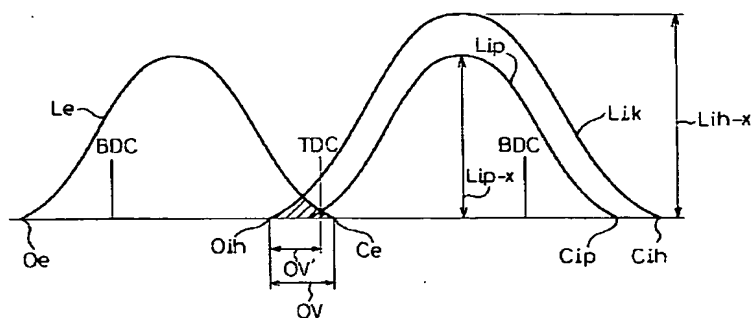 Le
BDC
TDC
Lip
BDC
Lik
Lih-x
Lip-x
Oe
Oih
Ce
Cip
Cih
OV'
OV